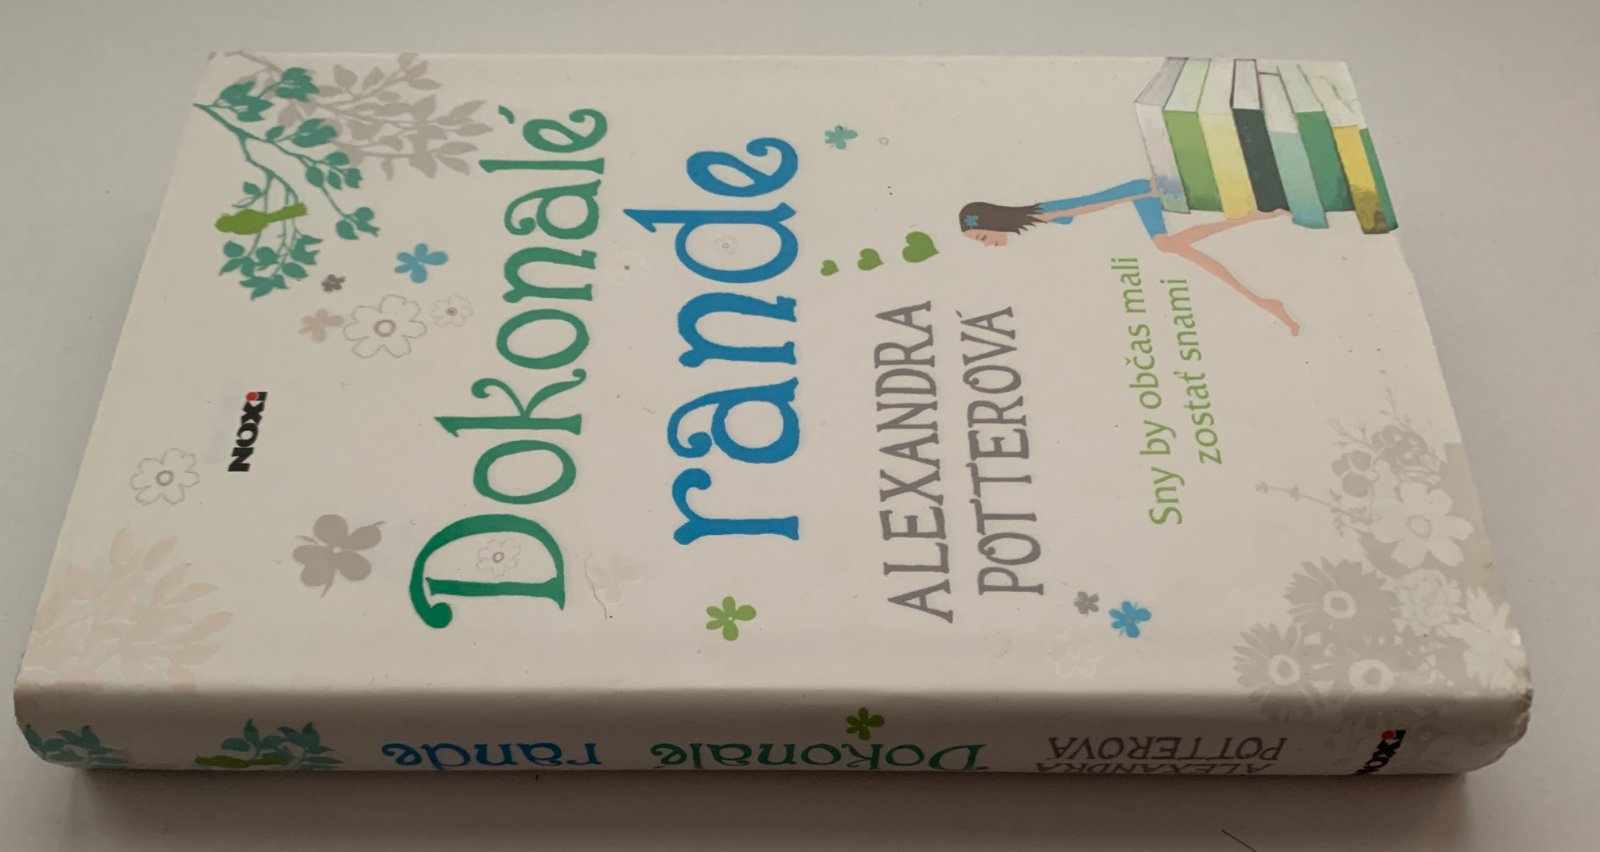 NOXI
Dokonalé
rande
ALEXANDRA
POTTEROVÁ
Sny by občas mali
zostať snami
NOXI
ALEXANDRA
POTTEROVÁ
Dokonalé
rande